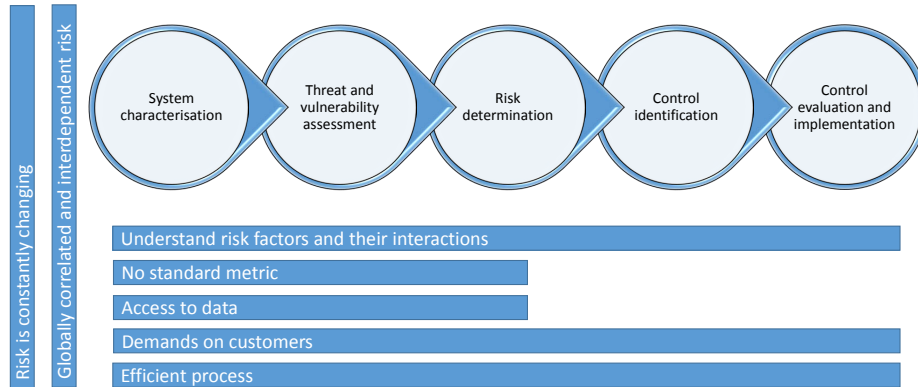 Risk is constantly changing
Globally correlated and interdependent risk
System
characterisation
Threat and
vulnerability
assessment
Risk
determination
Control
identification
Control
evaluation and
implementation
Understand risk factors and their interactions
No standard metric
Access to data
Demands on customers
Efficient process